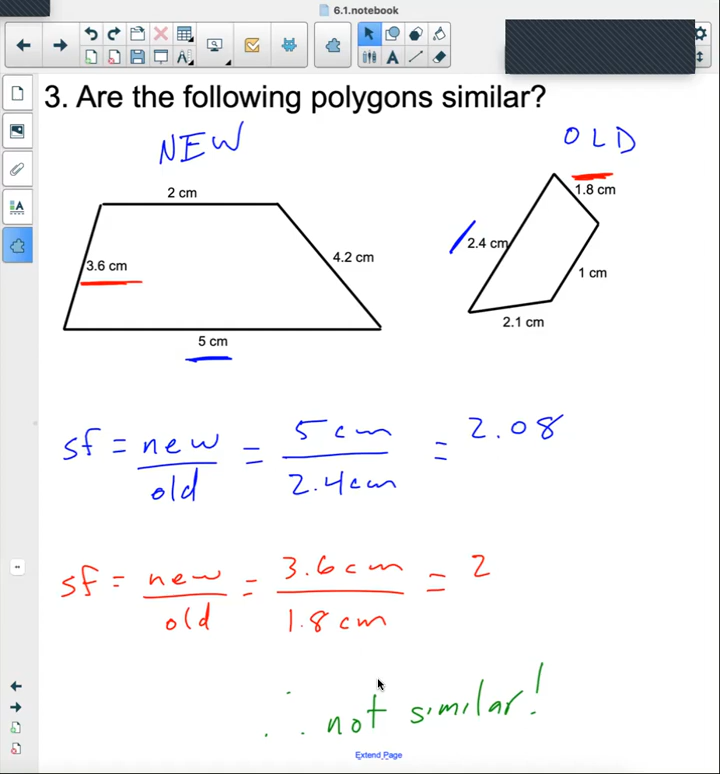 6.1.notebook
3. Are the following polygons similar?
NEW
OLD
2 cm
3.6 cm
4.2 cm
5 cm
1.8 cm
2.4 cm
1 cm
2.1 cm
sf = new/old = 5 cm/2.4 cm = 2.08
sf = new/old = 3.6 cm/1.8 cm = 2
∴ not similar!
Extend Page